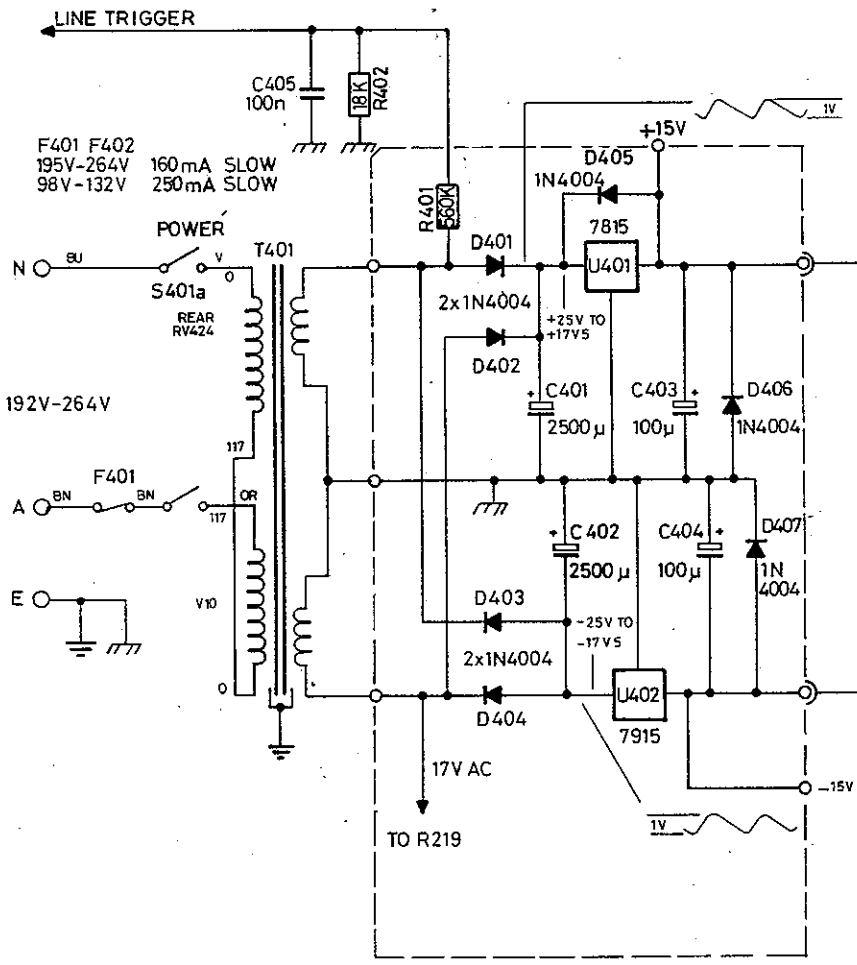 LINE TRIGGER
C405
100n
18K
R402
1V
+15V
F401 F402
195V-264V 160mA SLOW
98V-132V 250mA SLOW
D405
1N4004
R401
560K
POWER
T401
D401
7815
N
BU
V
0
U401
S401a
2x1N4004
REAR
RV424
+25V TO
+17V5
D402
C401
+
2500µ
C403
+
100µ
D406
1N4004
192V-264V
117
F401
A
BN
BN
OR
117
+
C402
2500µ
C404
+
100µ
D407
1N
4004
E
V10
D403
-25V TO
-17V5
2x1N4004
0
U402
D404
7915
17V AC
-15V
1V
TO R219